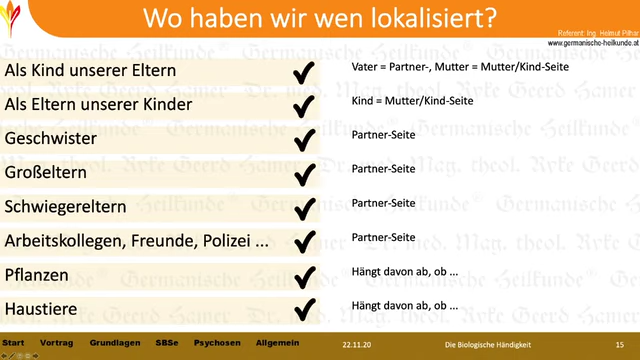 Wo haben wir wen lokalisiert?
Referent: Ing. Helmut Pilhar
www.germanische-heilkunde.at
Als Kind unserer Eltern ✔ Vater = Partner-, Mutter = Mutter/Kind-Seite
Als Eltern unserer Kinder ✔ Kind = Mutter/Kind-Seite
Geschwister ✔ Partner-Seite
Großeltern ✔ Partner-Seite
Schwiegereltern ✔ Partner-Seite
Arbeitskollegen, Freunde, Polizei ... ✔ Partner-Seite
Pflanzen ✔ Hängt davon ab, ob ...
Haustiere ✔ Hängt davon ab, ob ...
Start Vortrag Grundlagen SBSe Psychosen Allgemein 22.11.20 Die Biologische Händigkeit 15